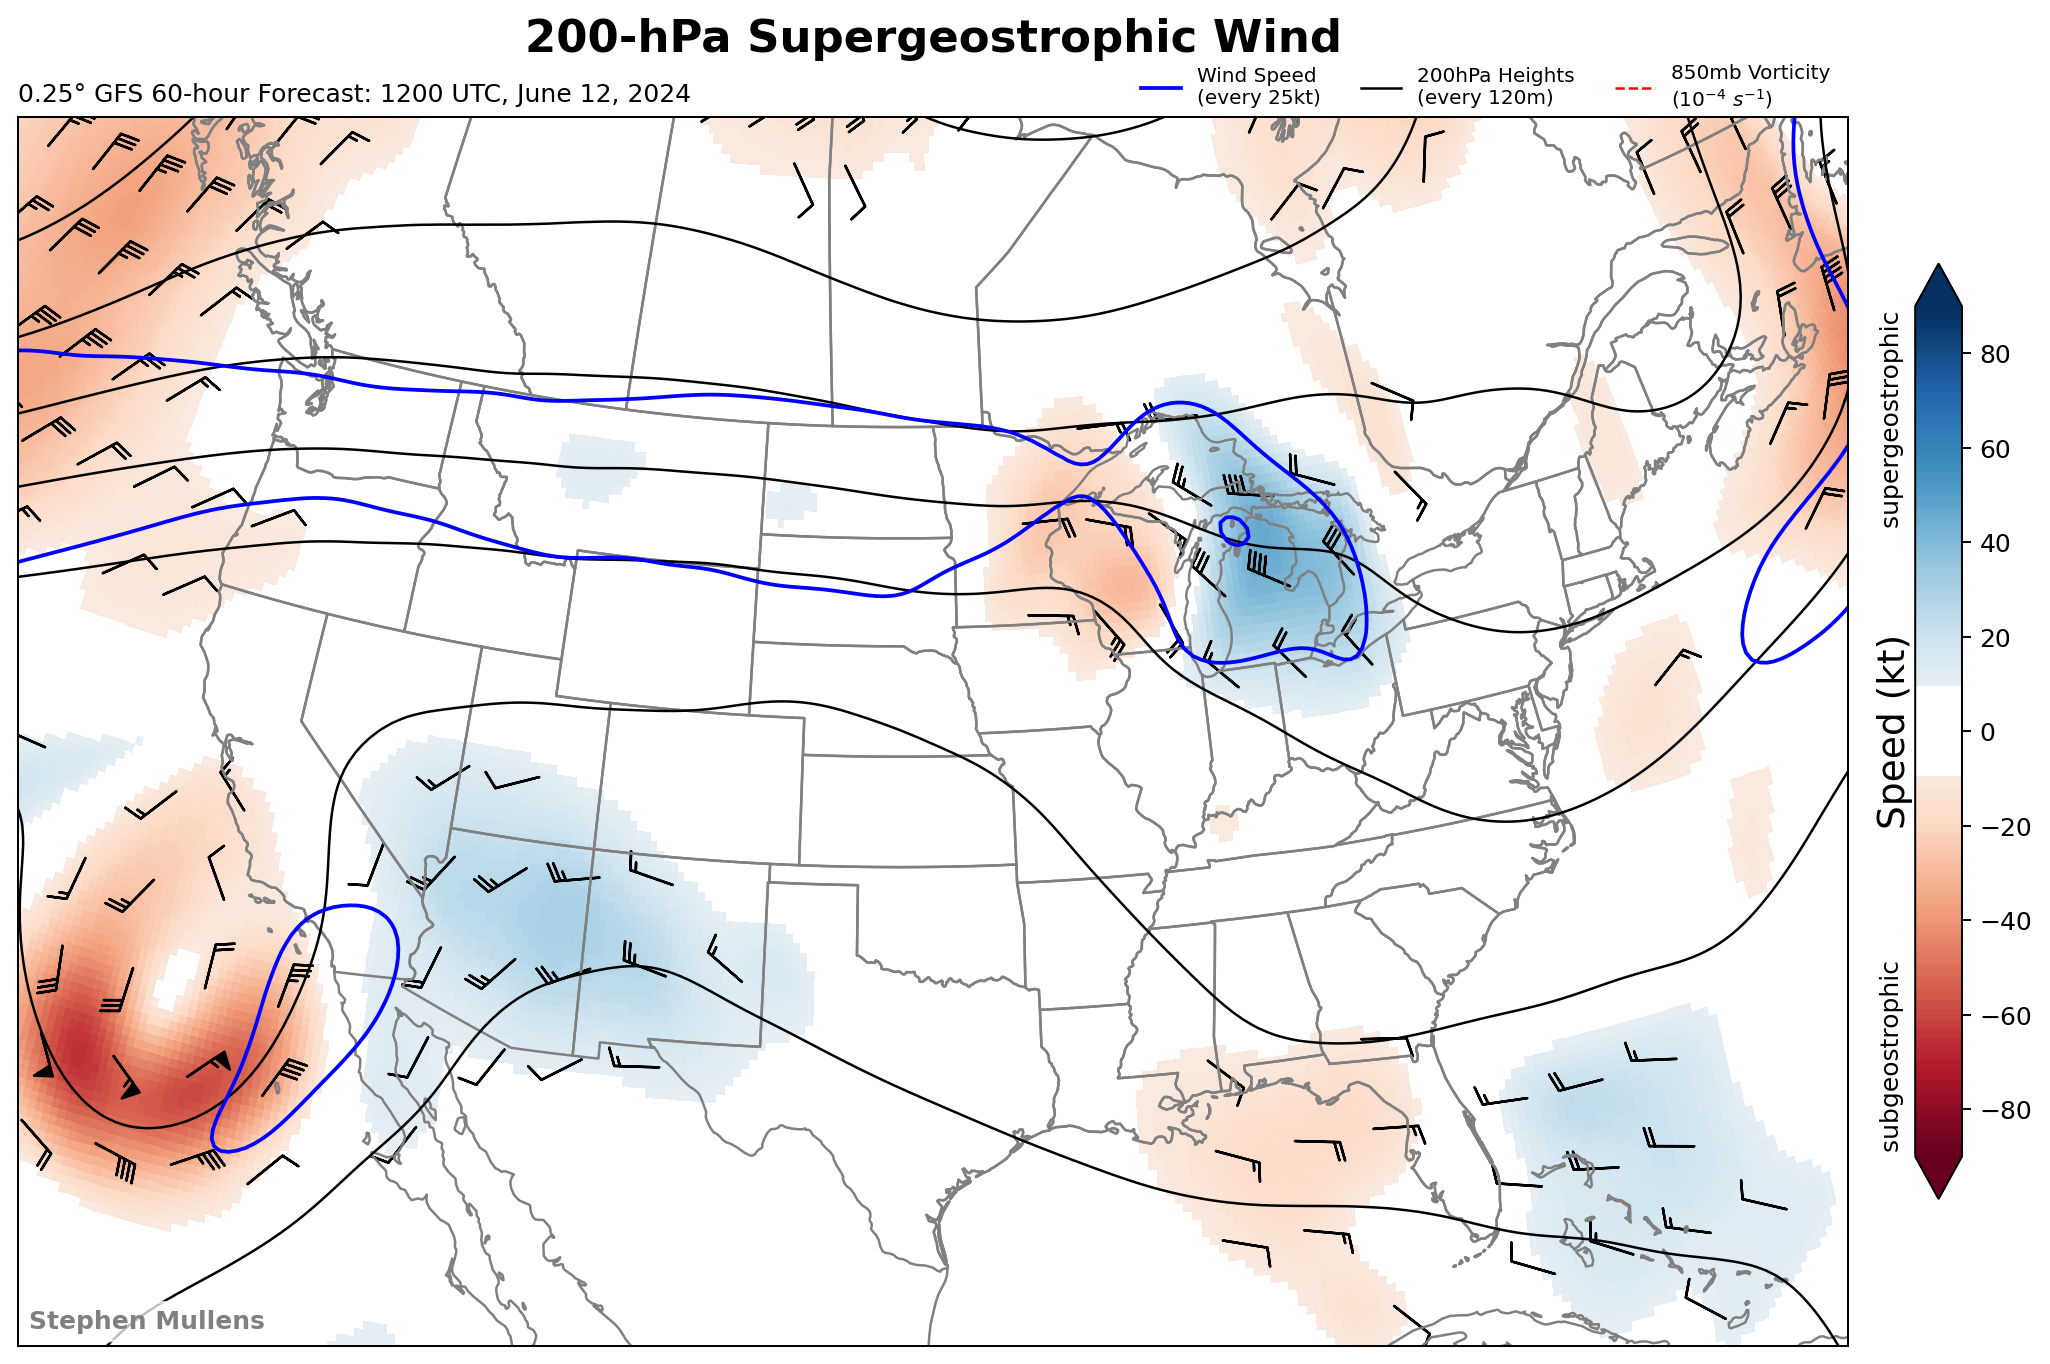 200-hPa Supergeostrophic Wind
0.25° GFS 60-hour Forecast: 1200 UTC, June 12, 2024
Wind Speed
(every 25kt)
200hPa Heights
(every 120m)
850mb Vorticity
(10⁻⁴ s⁻¹)
supergeostrophic
Speed (kt)
subgeostrophic
80
60
40
20
0
−20
−40
−60
−80
Stephen Mullens